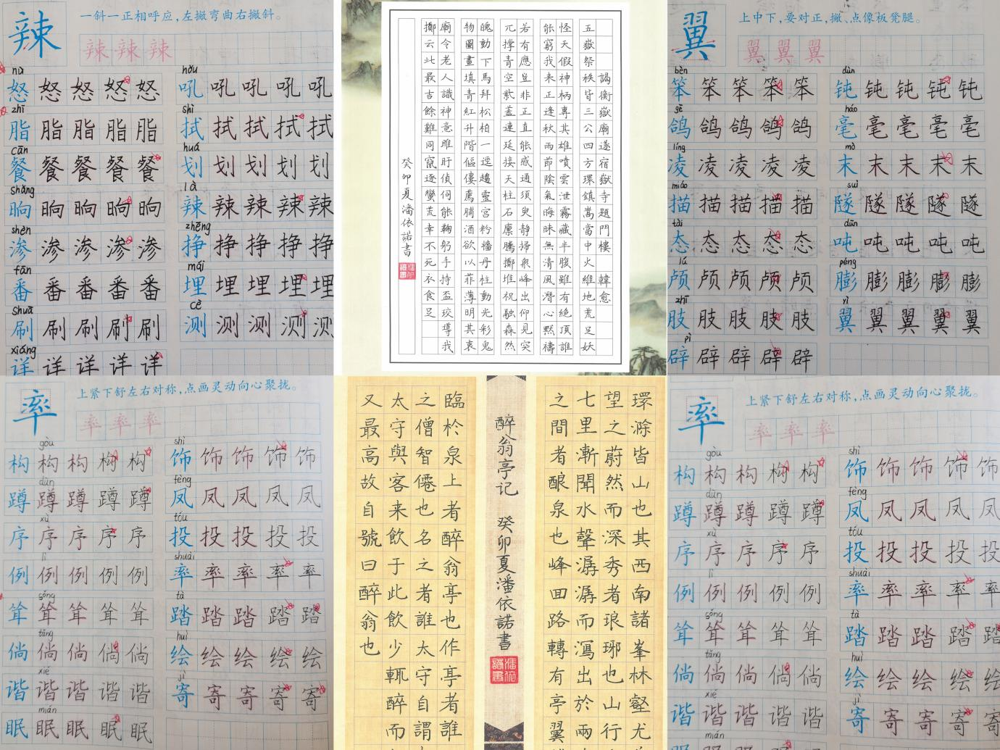 辣
一斜一正相呼应，左撇弯曲右撇斜。
辣辣辣
nù
怒怒怒怒怒
zhī
脂脂脂脂脂
cān
餐餐餐餐餐
shǎng
晌晌晌晌晌
shèn
渗渗渗渗渗
fān
番番番番番
shuā
刷刷刷刷刷
xiáng
详详详详详
hǒu
吼吼吼吼吼
shì
拭拭拭拭拭
huá
划划划划划
là
辣辣辣辣辣
zhēng
挣挣挣挣挣
mái
埋埋埋埋埋
cè
测测测测测
謁衡嶽廟遂宿嶽寺題門樓 韓愈
五嶽祭秩皆三公四方環鎮嵩當中火維地荒足妖
怪天假神柄專其雄噴雲泄霧藏半腹雖有絕頂誰
能窮我来正逢秋雨節陰氣晦昧無清風潛心默禱
若有應豈非正直能感通須臾静掃衆峰出仰見突
兀撑青空紫蓋連延接天柱石廩騰擲堆祝融森然
魄動下馬拜松柏一逕趨靈宮粉牆丹柱動光彩鬼
物圖畫填青紅升階傴僂薦脯酒欲以菲薄明其衷
廟令老人識神意睢盱偵伺能鞠躬手持盃珓導我
擲云此最吉餘難同竄逐蠻荒幸不死衣食足
癸卯夏潘依諾書
翼
上中下，要对正，撇、点像板凳腿。
翼翼翼
bèn
笨笨笨笨笨
gē
鸽鸽鸽鸽鸽
líng
凌凌凌凌凌
miáo
描描描描描
tài
态态态态态
lú
颅颅颅颅颅
zhī
肢肢肢肢肢
pì
辟辟辟辟辟
dùn
钝钝钝钝钝
háo
毫毫毫毫毫
mò
末末末末末
suì
隧隧隧隧隧
dūn
吨吨吨吨吨
péng
膨膨膨膨膨
yì
翼翼翼翼翼
率
上紧下舒左右对称，点画灵动向心聚拢。
率率率
gòu
构构构构构
dūn
蹲蹲蹲蹲蹲
xù
序序序序序
lì
例例例例例
sǒng
耸耸耸耸耸
tǎng
倘倘倘倘倘
xié
谐谐谐谐谐
mián
眠眠眠眠眠
shì
饰饰饰饰饰
fèng
凤凤凤凤凤
tóu
投投投投投
shuài
率率率率率
tà
踏踏踏踏踏
huì
绘绘绘绘绘
jì
寄寄寄寄寄
環滁皆山也其西南諸峯林壑尤
望之蔚然而深秀者琅琊也山行
七里漸聞水聲潺潺而瀉出於兩
之間者釀泉也峰回路轉有亭翼
醉翁亭记 癸卯夏潘依諾書
臨於泉上者醉翁亭也作亭者誰
之僧智僊也名之者誰太守自謂
太守與客来飲于此飲少輒醉而
又最高故自號曰醉翁也
率
上紧下舒左右对称，点画灵动向心聚拢。
率率率
gòu
构构构构构
dūn
蹲蹲蹲蹲蹲
xù
序序序序序
lì
例例例例例
sǒng
耸耸耸耸耸
tǎng
倘倘倘倘倘
xié
谐谐谐谐谐
mián
shì
饰饰饰饰饰
fèng
凤凤凤凤凤
tóu
投投投投投
shuài
率率率率率
tà
踏踏踏踏踏
huì
绘绘绘绘绘
jì
寄寄寄寄寄